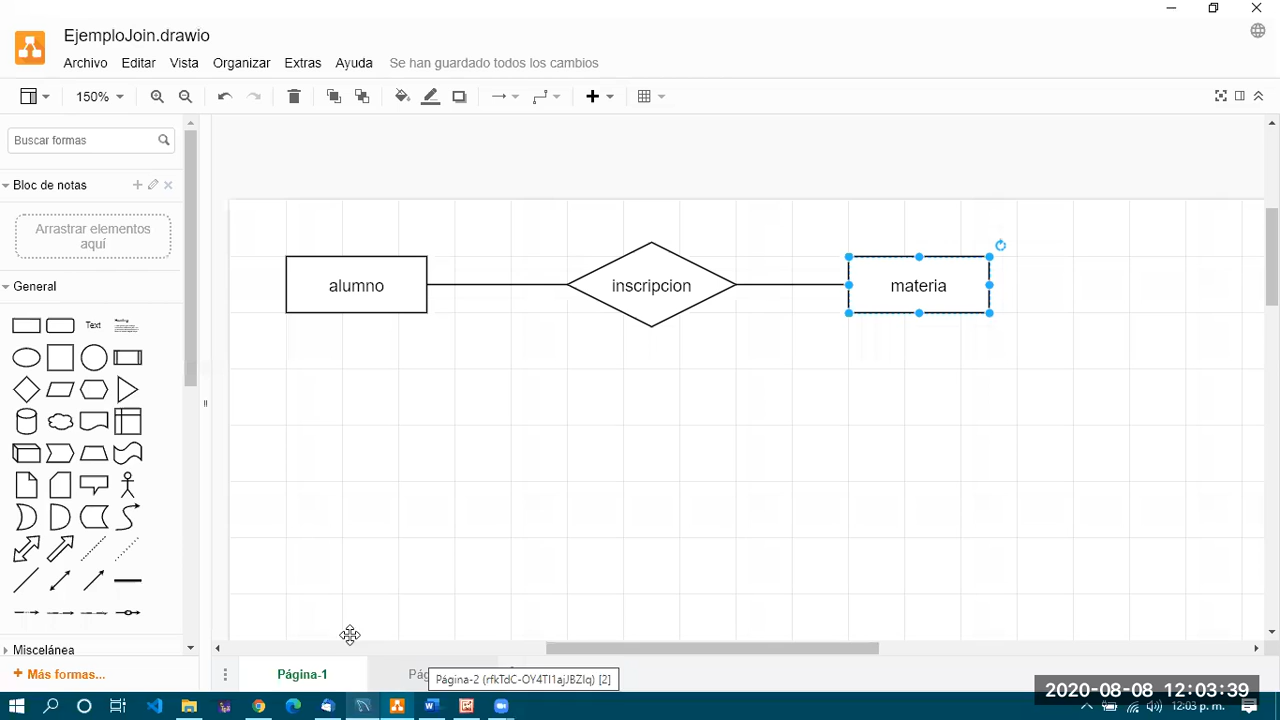 EjemploJoin.drawio
Archivo Editar Vista Organizar Extras Ayuda Se han guardado todos los cambios
150%
Buscar formas
Bloc de notas
Arrastrar elementos
aquí
General
Text
alumno
inscripcion
materia
Miscelánea
Más formas...
Página-1
Página-2 (rfkTdC-OY4TI1ajJBZlq) [2]
2020-08-08 12:03:39
12:03 p. m.